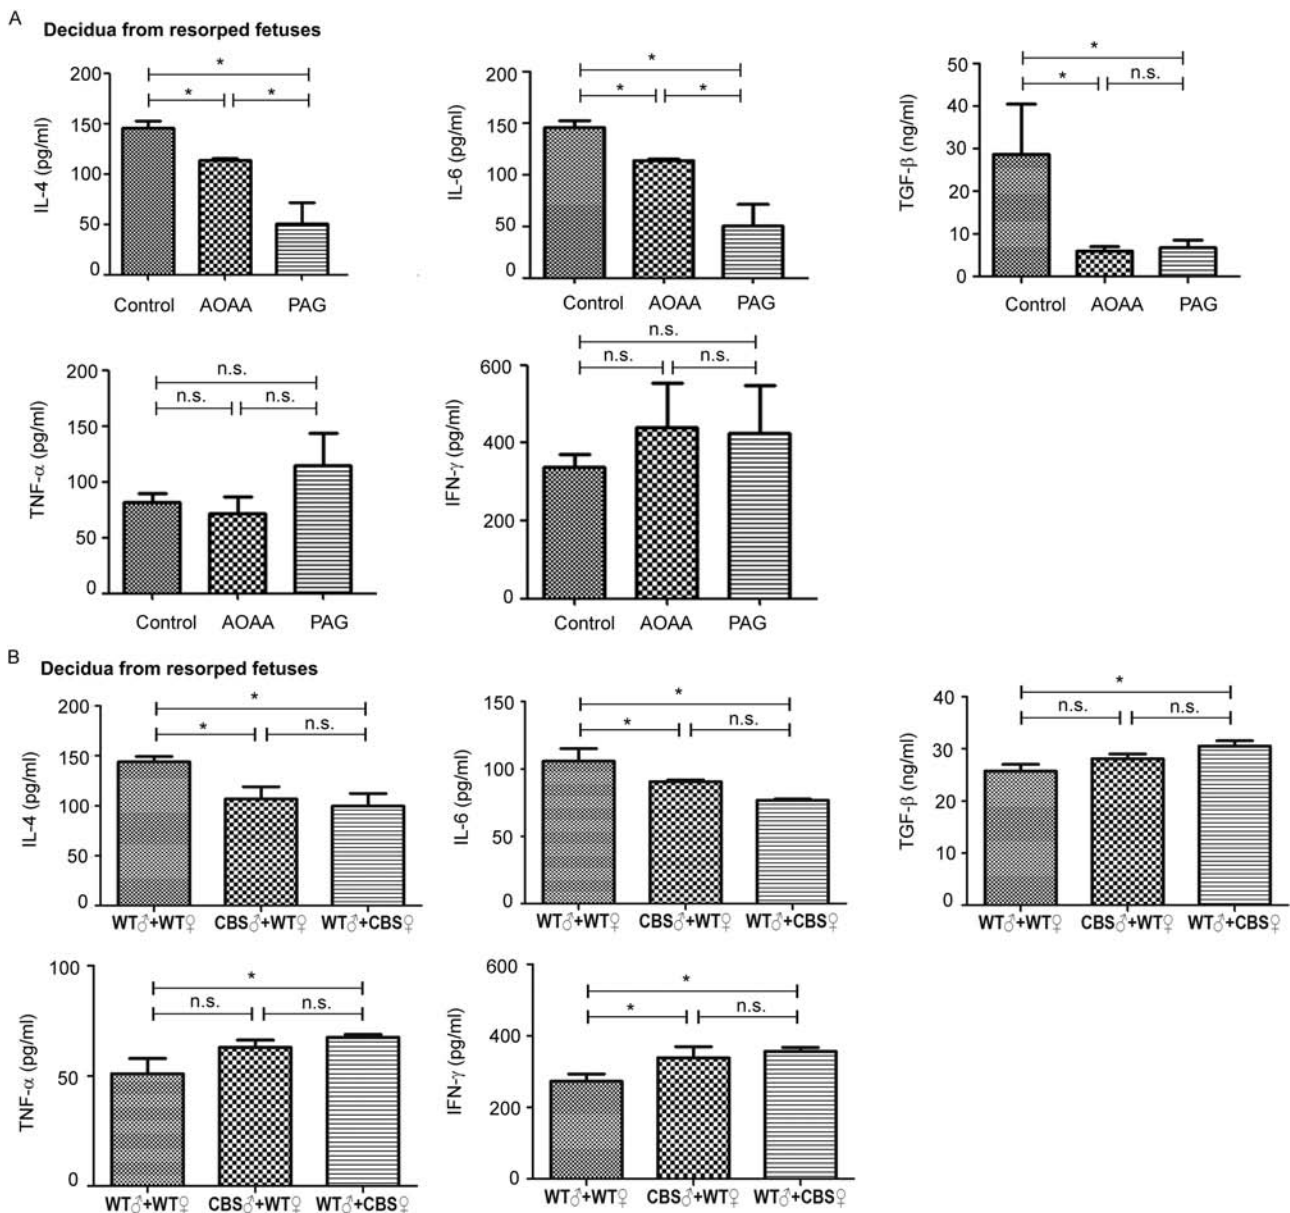 A
Decidua from resorped fetuses
200
150
100
50
0
IL-4 (pg/ml)
*
*
*
Control
AOAA
PAG
200
150
100
50
0
IL-6 (pg/ml)
*
*
*
Control
AOAA
PAG
50
40
30
20
10
0
TGF-β (ng/ml)
*
*
n.s.
Control
AOAA
PAG
200
150
100
50
0
TNF-α (pg/ml)
n.s.
n.s.
n.s.
Control
AOAA
PAG
600
400
200
0
IFN-γ (pg/ml)
n.s.
n.s.
n.s.
Control
AOAA
PAG
B
Decidua from resorped fetuses
200
150
100
50
0
IL-4 (pg/ml)
*
*
n.s.
WT♂+WT♀
CBS♂+WT♀
WT♂+CBS♀
150
100
50
0
IL-6 (pg/ml)
*
*
n.s.
WT♂+WT♀
CBS♂+WT♀
WT♂+CBS♀
40
30
20
10
0
TGF-β (ng/ml)
*
n.s.
n.s.
WT♂+WT♀
CBS♂+WT♀
WT♂+CBS♀
100
50
0
TNF-α (pg/ml)
*
n.s.
n.s.
WT♂+WT♀
CBS♂+WT♀
WT♂+CBS♀
600
400
200
0
IFN-γ (pg/ml)
*
*
n.s.
WT♂+WT♀
CBS♂+WT♀
WT♂+CBS♀